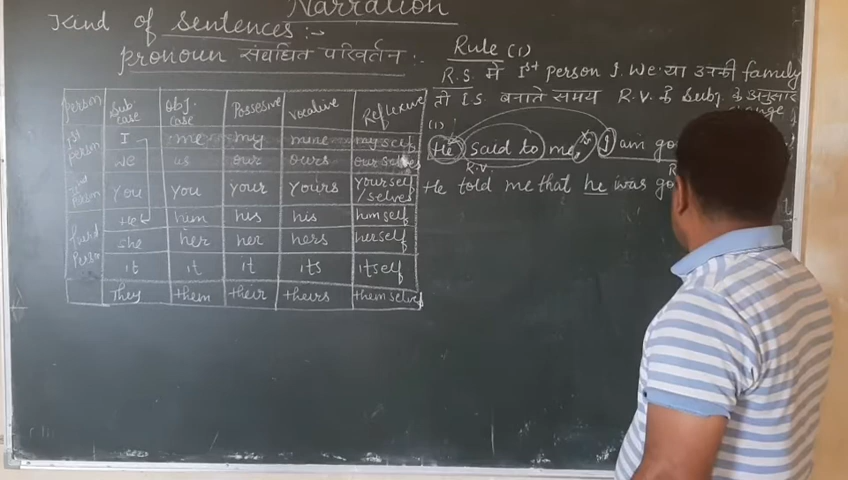 Narration
Kind of Sentences :-
pronoun संबंधित परिवर्तन :-
Person Sub. case Obj. case Possesive Vocative Reflexive
1st Person I me my mine myself
we us our ours ourselves
Person You you your yours yourself /selves
He him his his himself
Third Person She her her hers herself
it it it its itself
They them their theirs themselves
Rule (1)
R.S. में Ist person I. We या उनकी family
को I.S. बनाते समय R.V. के Subj. के अनुसार
change
(1)
He said to me, I am go
R.V.
He told me that he was go